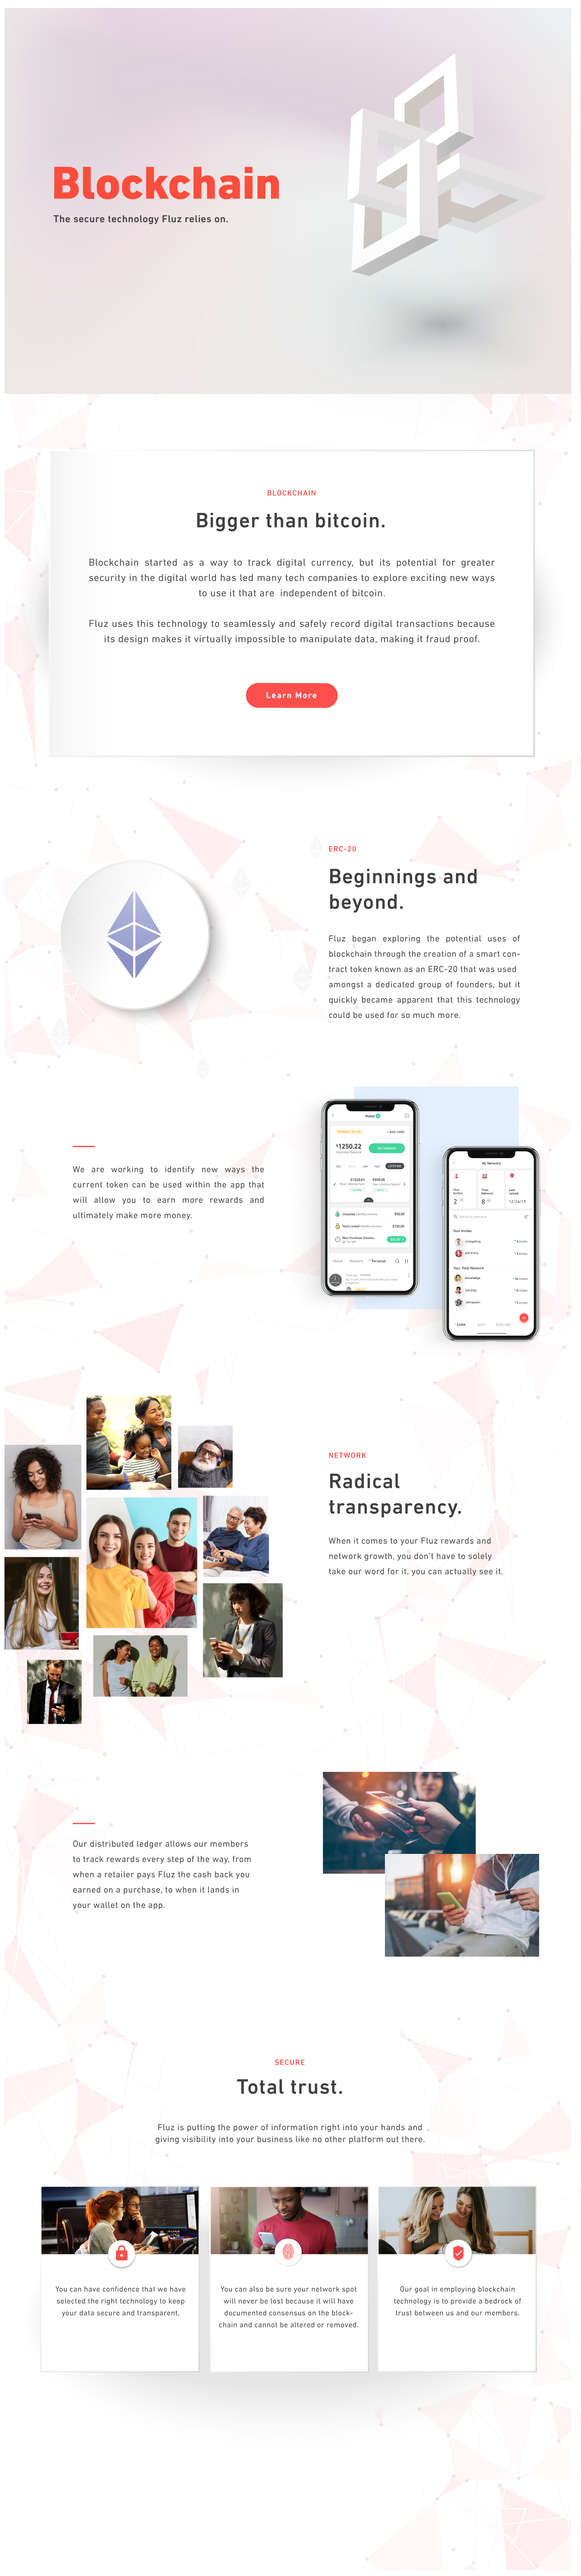 Blockchain
The secure technology Fluz relies on.
BLOCKCHAIN
Bigger than bitcoin.
Blockchain started as a way to track digital currency, but its potential for greater
security in the digital world has led many tech companies to explore exciting new ways
to use it that are independent of bitcoin.
Fluz uses this technology to seamlessly and safely record digital transactions because
its design makes it virtually impossible to manipulate data, making it fraud proof.
Learn More
ERC-20
Beginnings and
beyond.
Fluz began exploring the potential uses of
blockchain through the creation of a smart con-
tract token known as an ERC-20 that was used
amongst a dedicated group of founders, but it
quickly became apparent that this technology
could be used for so much more.
We are working to identify new ways the
current token can be used within the app that
will allow you to earn more rewards and
ultimately make more money.
$1250.22
My Network
12/24/19
NETWORK
Radical
transparency.
When it comes to your Fluz rewards and
network growth, you don't have to solely
take our word for it, you can actually see it.
Our distributed ledger allows our members
to track rewards every step of the way, from
when a retailer pays Fluz the cash back you
earned on a purchase, to when it lands in
your wallet on the app.
SECURE
Total trust.
Fluz is putting the power of information right into your hands and
giving visibility into your business like no other platform out there.
You can have confidence that we have
selected the right technology to keep
your data secure and transparent,
You can also be sure your network spot
will never be lost because it will have
documented consensus on the block-
chain and cannot be altered or removed.
Our goal in employing blockchain
technology is to provide a bedrock of
trust between us and our members.